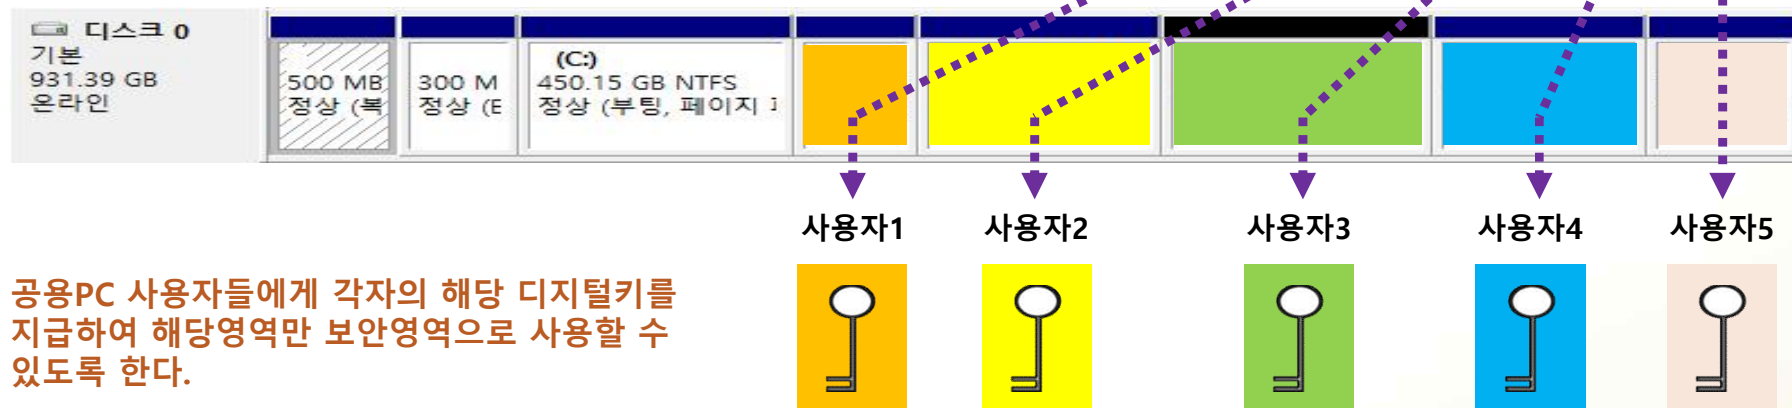 디스크 0
기본
931.39 GB
온라인
500 MB
정상 (복
300 M
정상 (E
(C:)
450.15 GB NTFS
정상 (부팅, 페이지
사용자1
사용자2
사용자3
사용자4
사용자5
공용PC 사용자들에게 각자의 해당 디지털키를
지급하여 해당영역만 보안영역으로 사용할 수
있도록 한다.